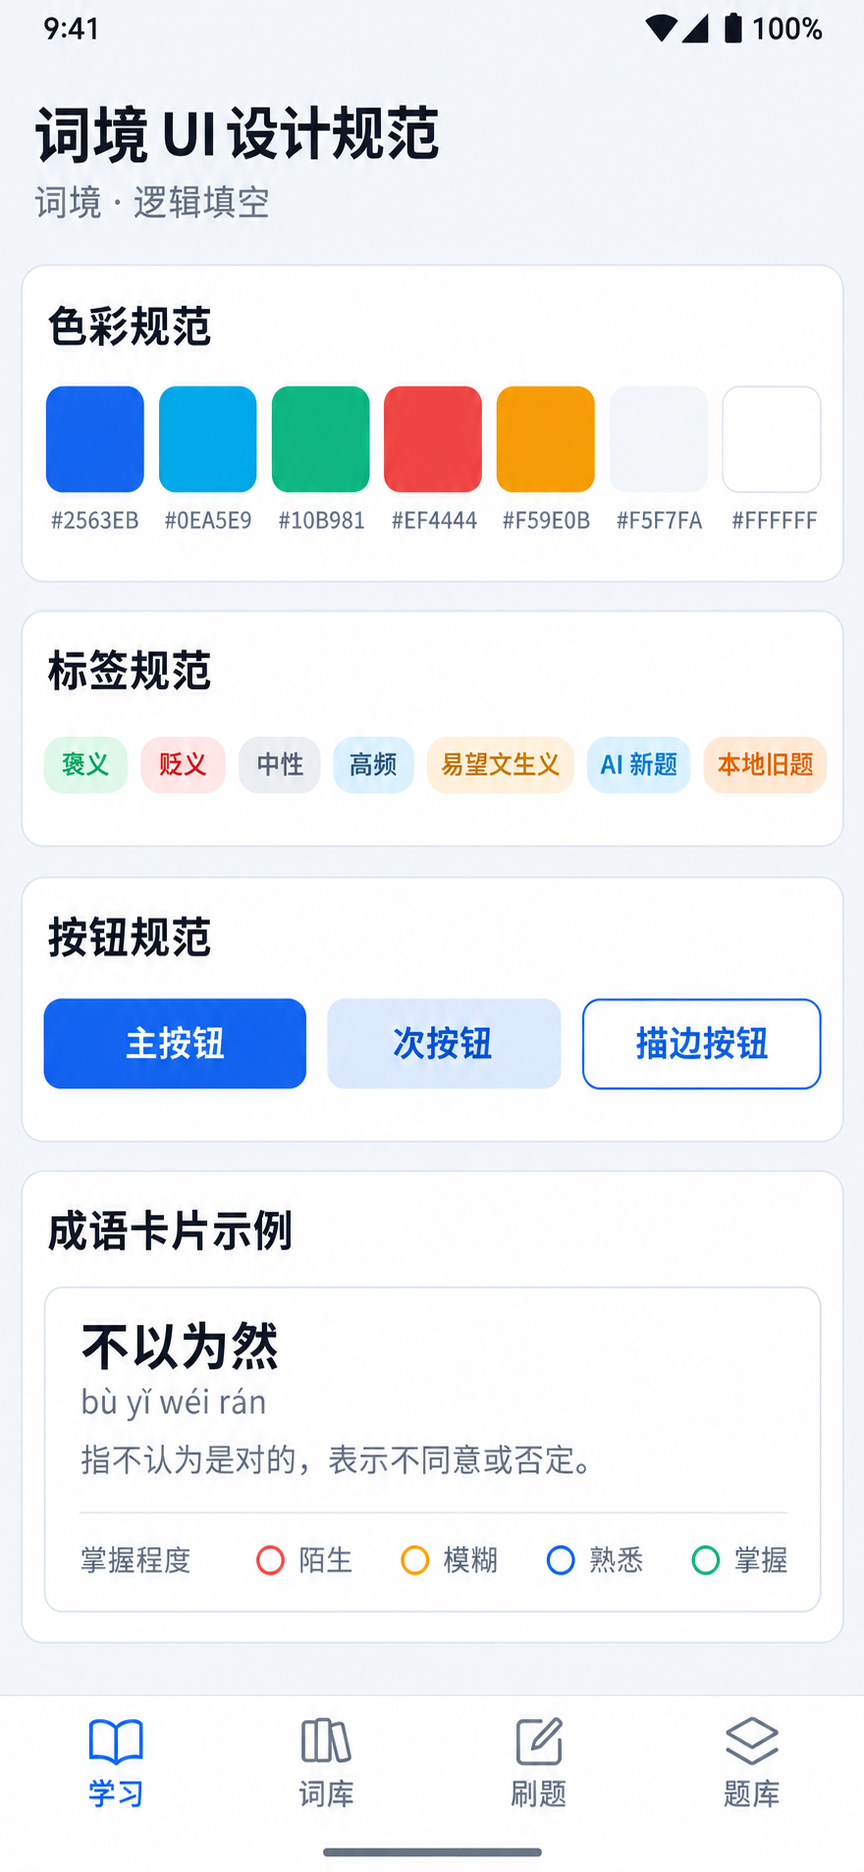 9:41 100%
词境 UI 设计规范
词境 · 逻辑填空
色彩规范
#2563EB #0EA5E9 #10B981 #EF4444 #F59E0B #F5F7FA #FFFFFF
标签规范
褒义 贬义 中性 高频 易望文生义 AI 新题 本地旧题
按钮规范
主按钮 次按钮 描边按钮
成语卡片示例
不以为然
bù yǐ wéi rán
指不认为是对的，表示不同意或否定。
掌握程度 陌生 模糊 熟悉 掌握
学习 词库 刷题 题库